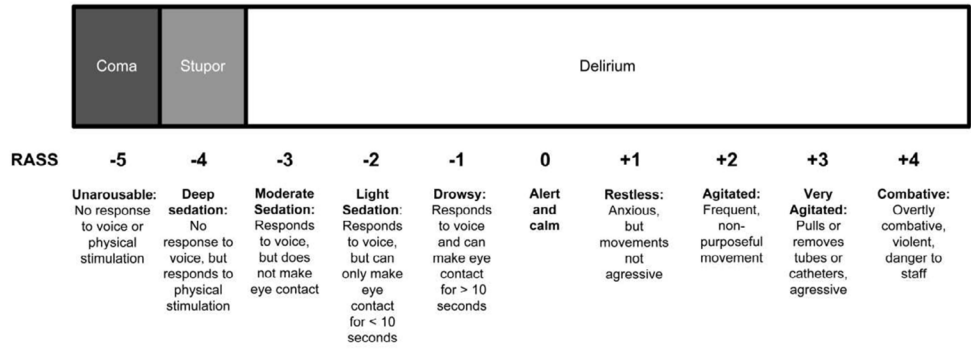 Coma
Stupor
Delirium
RASS -5 -4 -3 -2 -1 0 +1 +2 +3 +4
Unarousable:
No response
to voice or
physical
stimulation
Deep
sedation:
No
response to
voice, but
responds to
physical
stimulation
Moderate
Sedation:
Responds
to voice,
but does
not make
eye contact
Light
Sedation:
Responds
to voice,
but can
only make
eye
contact
for < 10
seconds
Drowsy:
Responds
to voice
and can
make eye
contact
for > 10
seconds
Alert
and
calm
Restless:
Anxious,
but
movements
not
agressive
Agitated:
Frequent,
non-
purposeful
movement
Very
Agitated:
Pulls or
removes
tubes or
catheters,
agressive
Combative:
Overtly
combative,
violent,
danger to
staff